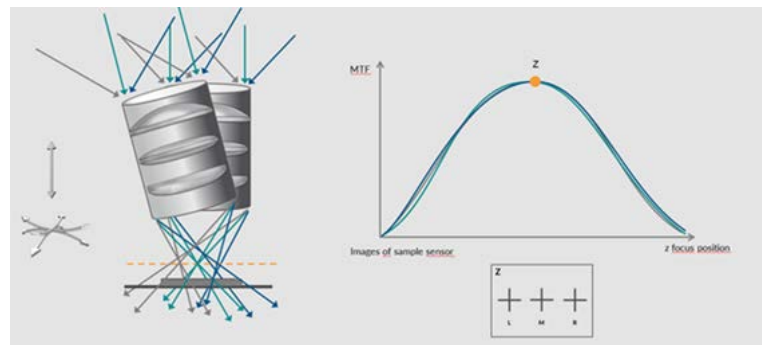 Z
MTF
Images of sample sensor
z focus position
Z
L M R